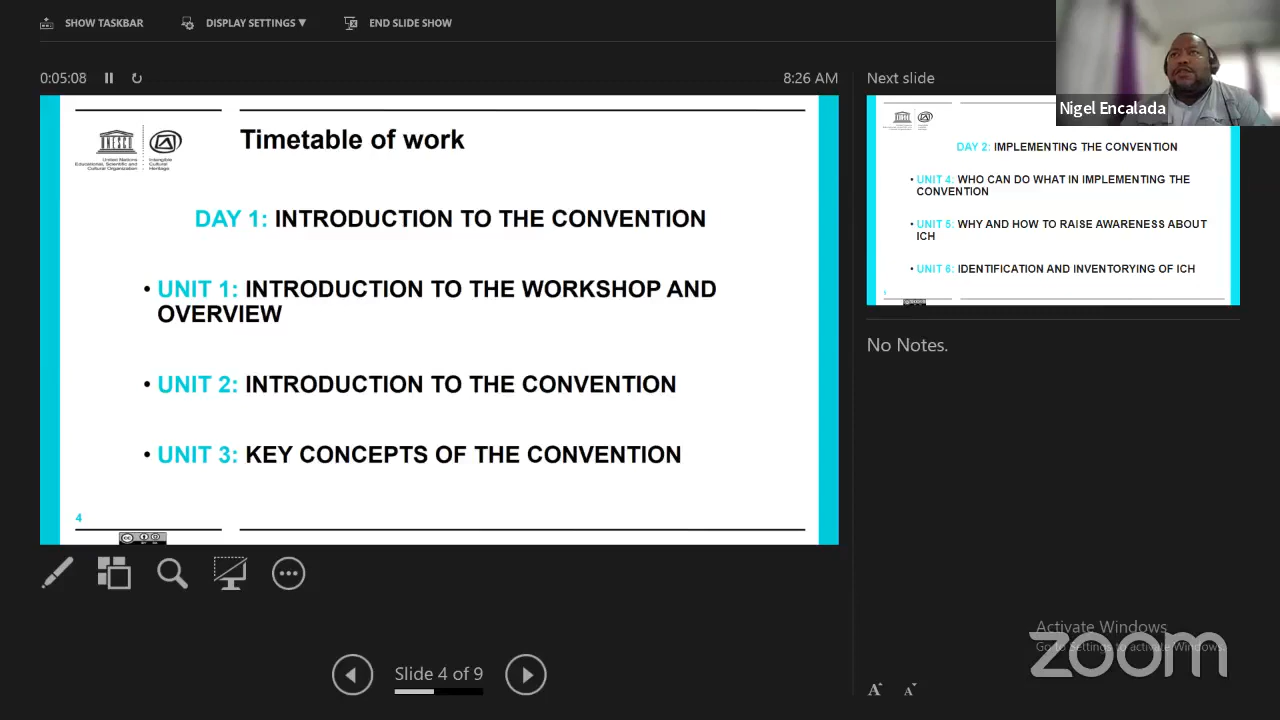 SHOW TASKBAR
DISPLAY SETTINGS ▼
END SLIDE SHOW
0:05:08
8:26 AM
United Nations
Educational, Scientific and
Cultural Organization
Intangible
Cultural
Heritage
Timetable of work
DAY 1: INTRODUCTION TO THE CONVENTION
• UNIT 1: INTRODUCTION TO THE WORKSHOP AND
OVERVIEW
• UNIT 2: INTRODUCTION TO THE CONVENTION
• UNIT 3: KEY CONCEPTS OF THE CONVENTION
4
Slide 4 of 9
Next slide
Nigel Encalada
DAY 2: IMPLEMENTING THE CONVENTION
• UNIT 4: WHO CAN DO WHAT IN IMPLEMENTING THE
CONVENTION
• UNIT 5: WHY AND HOW TO RAISE AWARENESS ABOUT
ICH
• UNIT 6: IDENTIFICATION AND INVENTORYING OF ICH
No Notes.
Activate Windows
Go to Settings to activate Windows.
zoom
A A